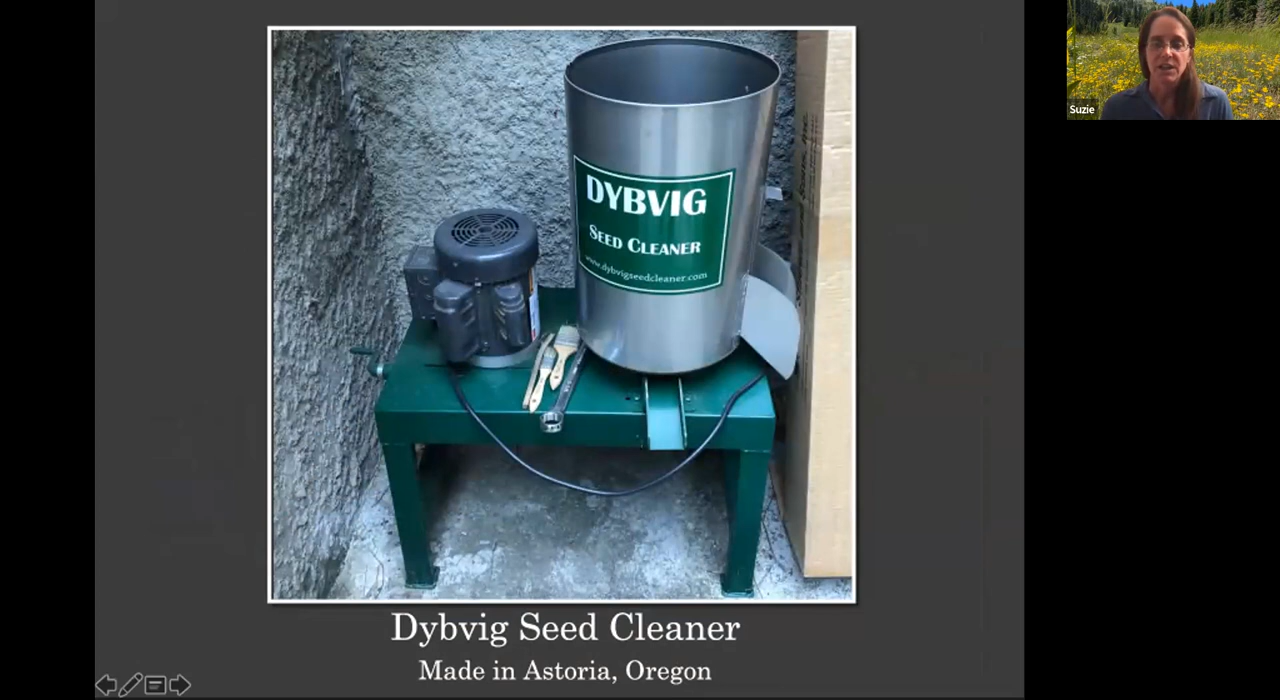 DYBVIG
SEED CLEANER
www.dybvigseedcleaner.com
Dybvig Seed Cleaner
Made in Astoria, Oregon
Suzie